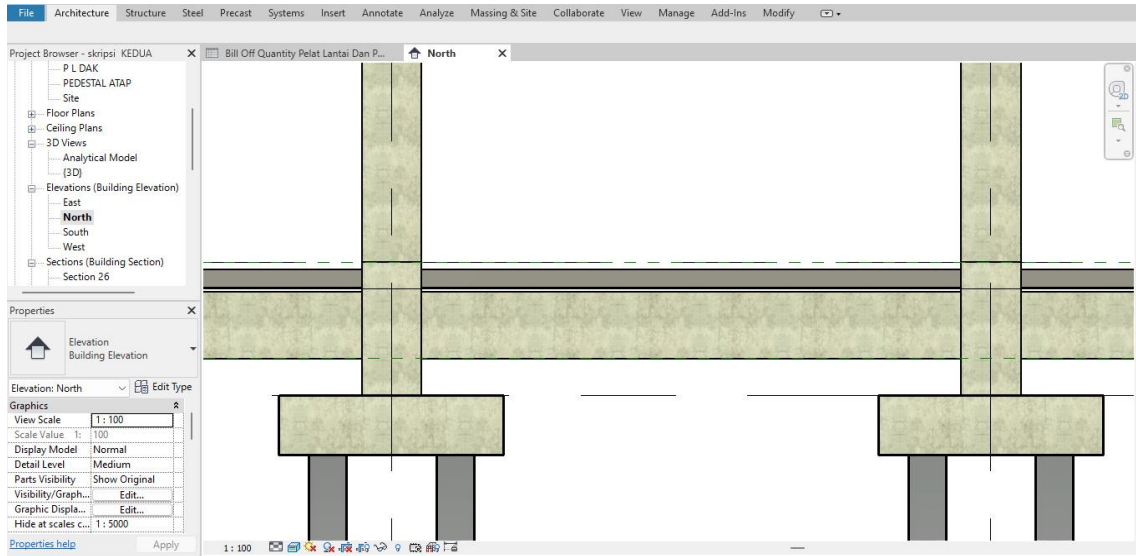 File Architecture Structure Steel Precast Systems Insert Annotate Analyze Massing & Site Collaborate View Manage Add-Ins Modify
Project Browser - skripsi KEDUA X
Bill Off Quantity Pelat Lantai Dan P... North X
P L DAK
PEDESTAL ATAP
Site
Floor Plans
Ceiling Plans
3D Views
Analytical Model
{3D}
Elevations (Building Elevation)
East
North
South
West
Sections (Building Section)
Section 26
2D
Properties X
Elevation
Building Elevation
Elevation: North Edit Type
Graphics
View Scale 1 : 100
Scale Value 1: 100
Display Model Normal
Detail Level Medium
Parts Visibility Show Original
Visibility/Graph... Edit...
Graphic Displa... Edit...
Hide at scales c... 1 : 5000
Properties help Apply
1 : 100